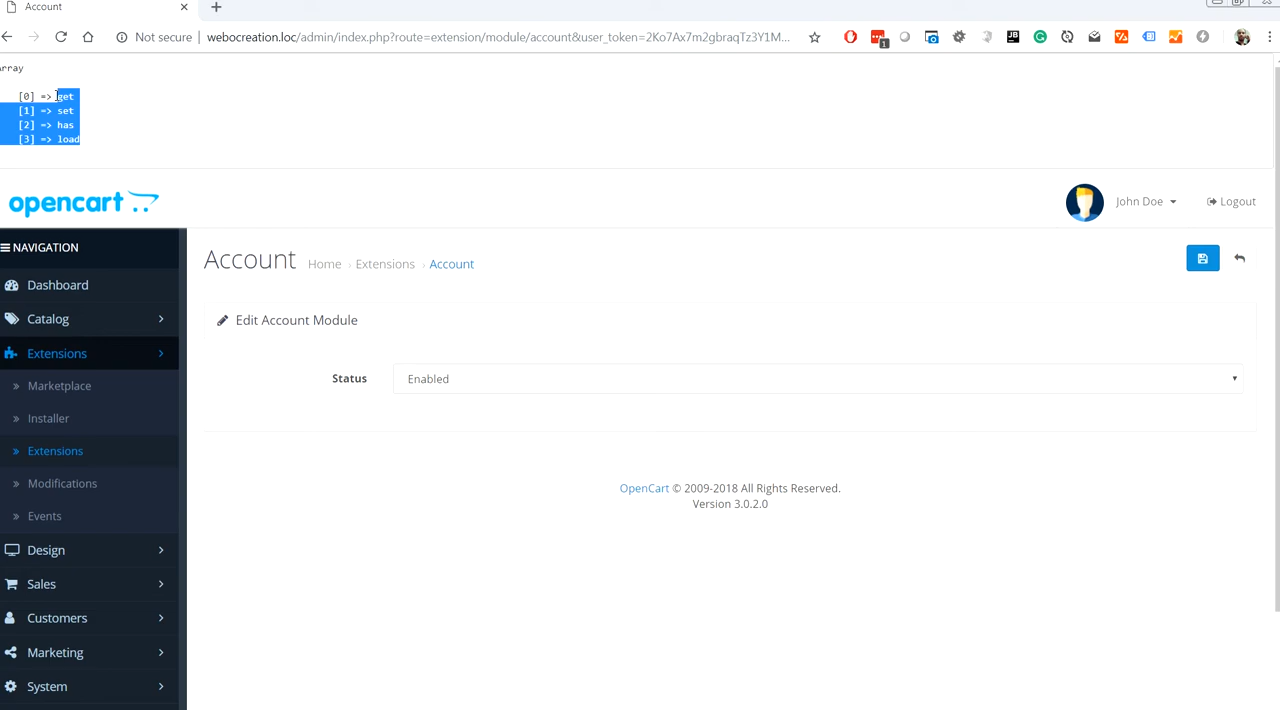 Account
Not secure webocreation.loc/admin/index.php?route=extension/module/account&user_token=2Ko7Ax7m2gbraqTz3Y1M...
1
JB
rray
[0] => get
[1] => set
[2] => has
[3] => load
opencart
John Doe
Logout
NAVIGATION
Account Home Extensions Account
Dashboard
Catalog
Edit Account Module
Extensions
Status Enabled
Marketplace
Installer
Extensions
Modifications
OpenCart © 2009-2018 All Rights Reserved.
Version 3.0.2.0
Events
Design
Sales
Customers
Marketing
System